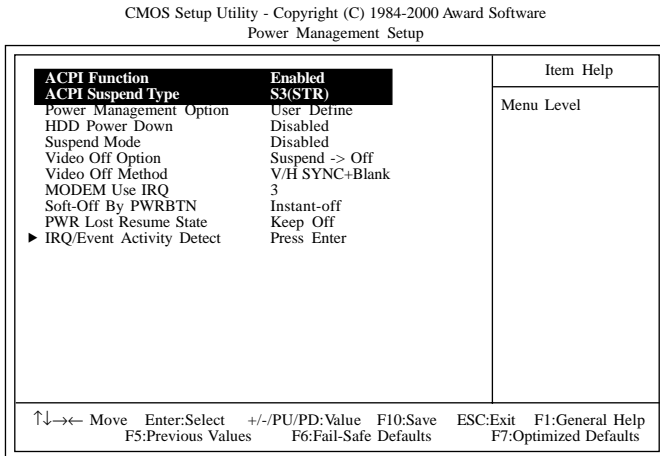 CMOS Setup Utility - Copyright (C) 1984-2000 Award Software
Power Management Setup
ACPI Function Enabled
ACPI Suspend Type S3(STR)
Power Management Option User Define
HDD Power Down Disabled
Suspend Mode Disabled
Video Off Option Suspend -> Off
Video Off Method V/H SYNC+Blank
MODEM Use IRQ 3
Soft-Off By PWRBTN Instant-off
PWR Lost Resume State Keep Off
▶ IRQ/Event Activity Detect Press Enter
Item Help
Menu Level
↑↓→← Move Enter:Select +/-/PU/PD:Value F10:Save ESC:Exit F1:General Help
F5:Previous Values F6:Fail-Safe Defaults F7:Optimized Defaults